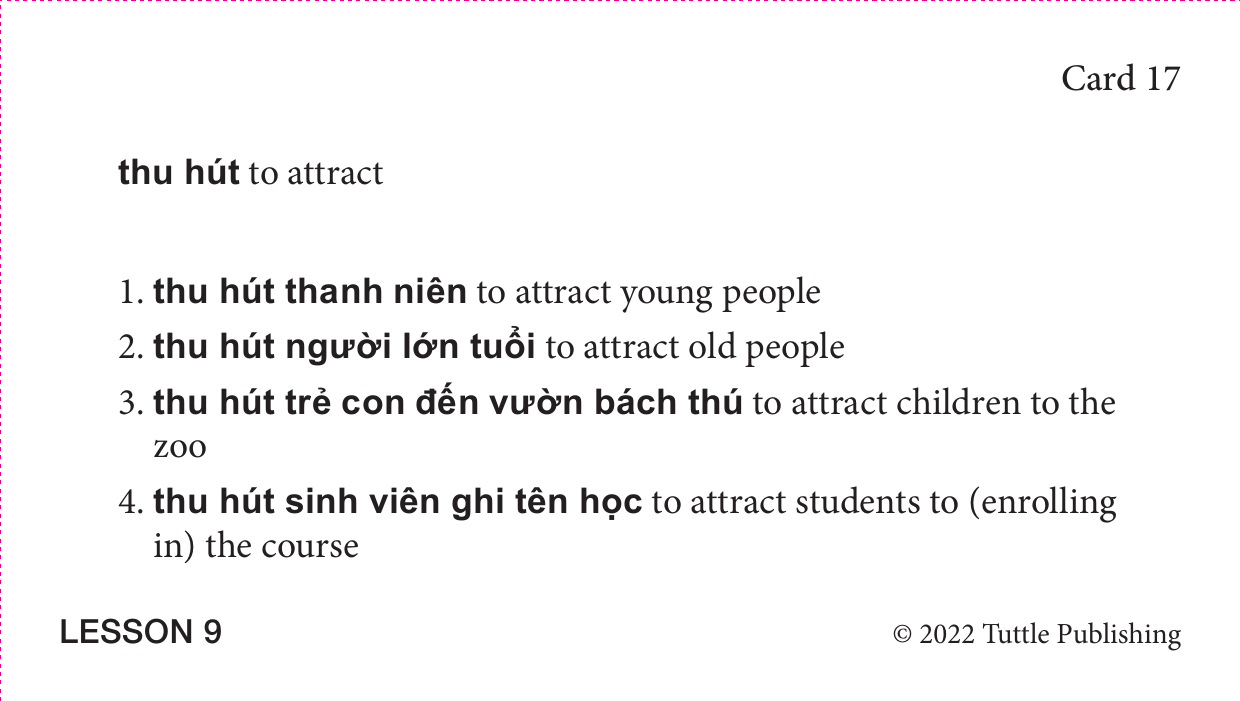 Card 17
thu hút to attract
1. thu hút thanh niên to attract young people
2. thu hút người lớn tuổi to attract old people
3. thu hút trẻ con đến vườn bách thú to attract children to the
zoo
4. thu hút sinh viên ghi tên học to attract students to (enrolling
in) the course
LESSON 9
© 2022 Tuttle Publishing